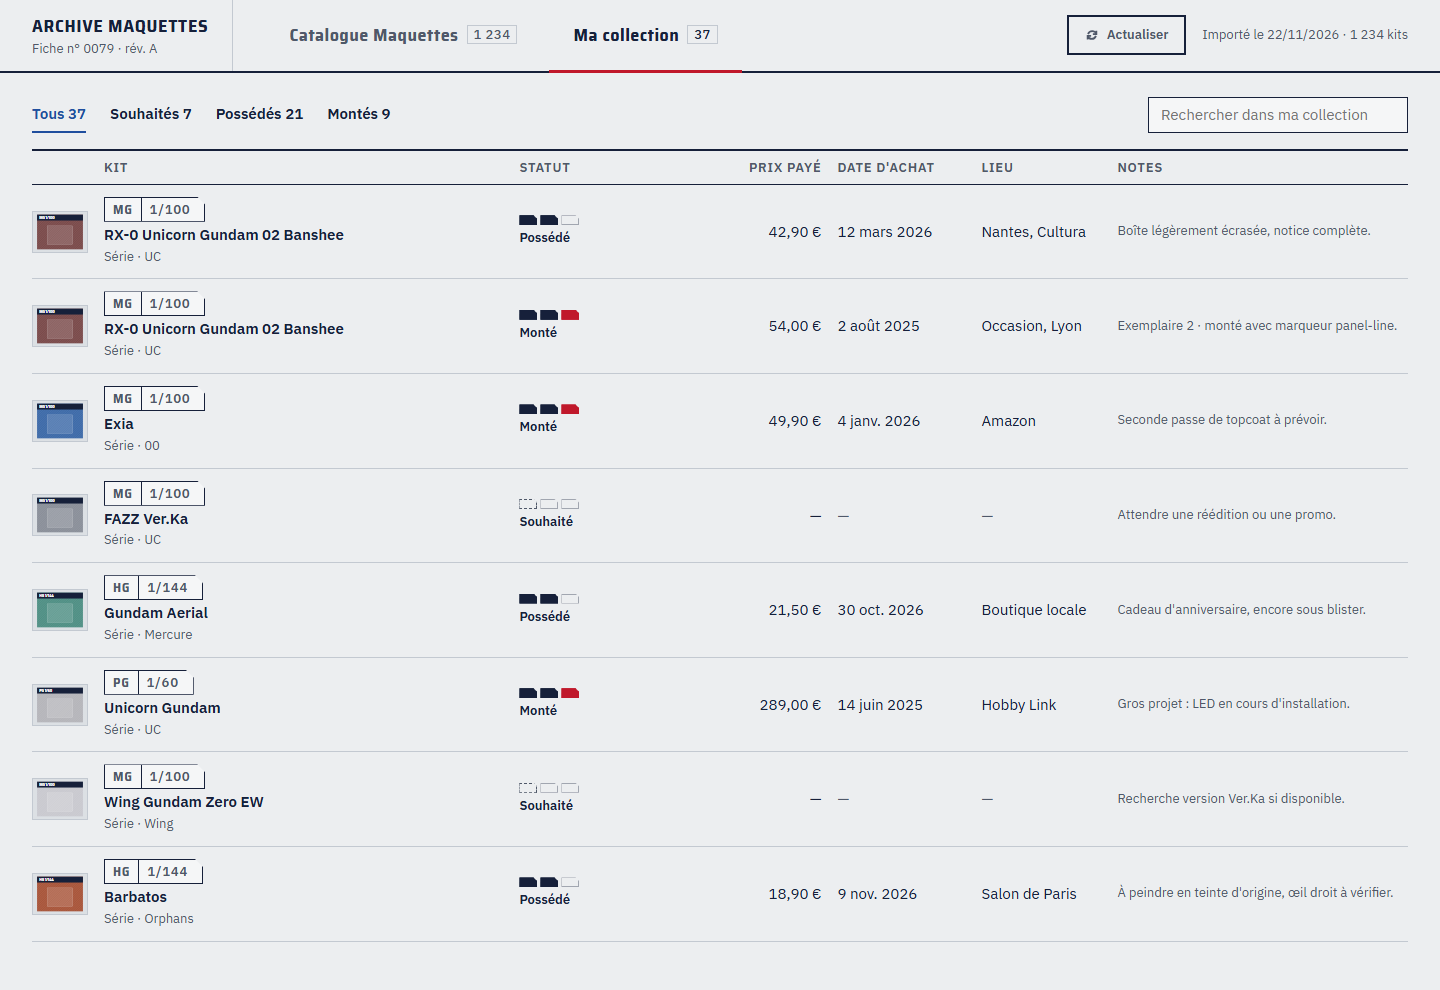 ARCHIVE MAQUETTES
Fiche n° 0079 · rév. A
Catalogue Maquettes 1 234
Ma collection 37
Actualiser
Importé le 22/11/2026 · 1 234 kits
Tous 37 Souhaités 7 Possédés 21 Montés 9
Rechercher dans ma collection
KIT STATUT PRIX PAYÉ DATE D'ACHAT LIEU NOTES
MG 1/100
RX-0 Unicorn Gundam 02 Banshee
Série · UC
Possédé
42,90 € 12 mars 2026 Nantes, Cultura Boîte légèrement écrasée, notice complète.
MG 1/100
RX-0 Unicorn Gundam 02 Banshee
Série · UC
Monté
54,00 € 2 août 2025 Occasion, Lyon Exemplaire 2 · monté avec marqueur panel-line.
MG 1/100
Exia
Série · 00
Monté
49,90 € 4 janv. 2026 Amazon Seconde passe de topcoat à prévoir.
MG 1/100
FAZZ Ver.Ka
Série · UC
Souhaité
— — — Attendre une réédition ou une promo.
HG 1/144
Gundam Aerial
Série · Mercure
Possédé
21,50 € 30 oct. 2026 Boutique locale Cadeau d'anniversaire, encore sous blister.
PG 1/60
Unicorn Gundam
Série · UC
Monté
289,00 € 14 juin 2025 Hobby Link Gros projet : LED en cours d'installation.
MG 1/100
Wing Gundam Zero EW
Série · Wing
Souhaité
— — — Recherche version Ver.Ka si disponible.
HG 1/144
Barbatos
Série · Orphans
Possédé
18,90 € 9 nov. 2026 Salon de Paris À peindre en teinte d'origine, œil droit à vérifier.